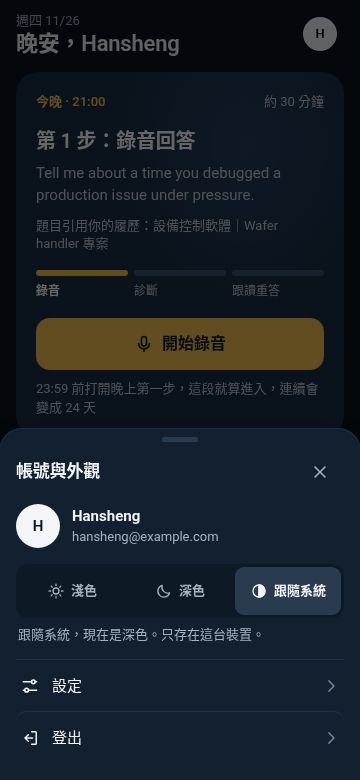 週四 11/26
晚安，Hansheng
H
今晚 · 21:00
約 30 分鐘
第 1 步：錄音回答
Tell me about a time you debugged a
production issue under pressure.
題目引用你的履歷：設備控制軟體｜Wafer
handler 專案
錄音
診斷
跟讀重答
開始錄音
23:59 前打開晚上第一步，這段就算進入，連續會
變成 24 天
帳號與外觀
H
Hansheng
hansheng@example.com
淺色
深色
跟隨系統
跟隨系統，現在是深色。只存在這台裝置。
設定
登出